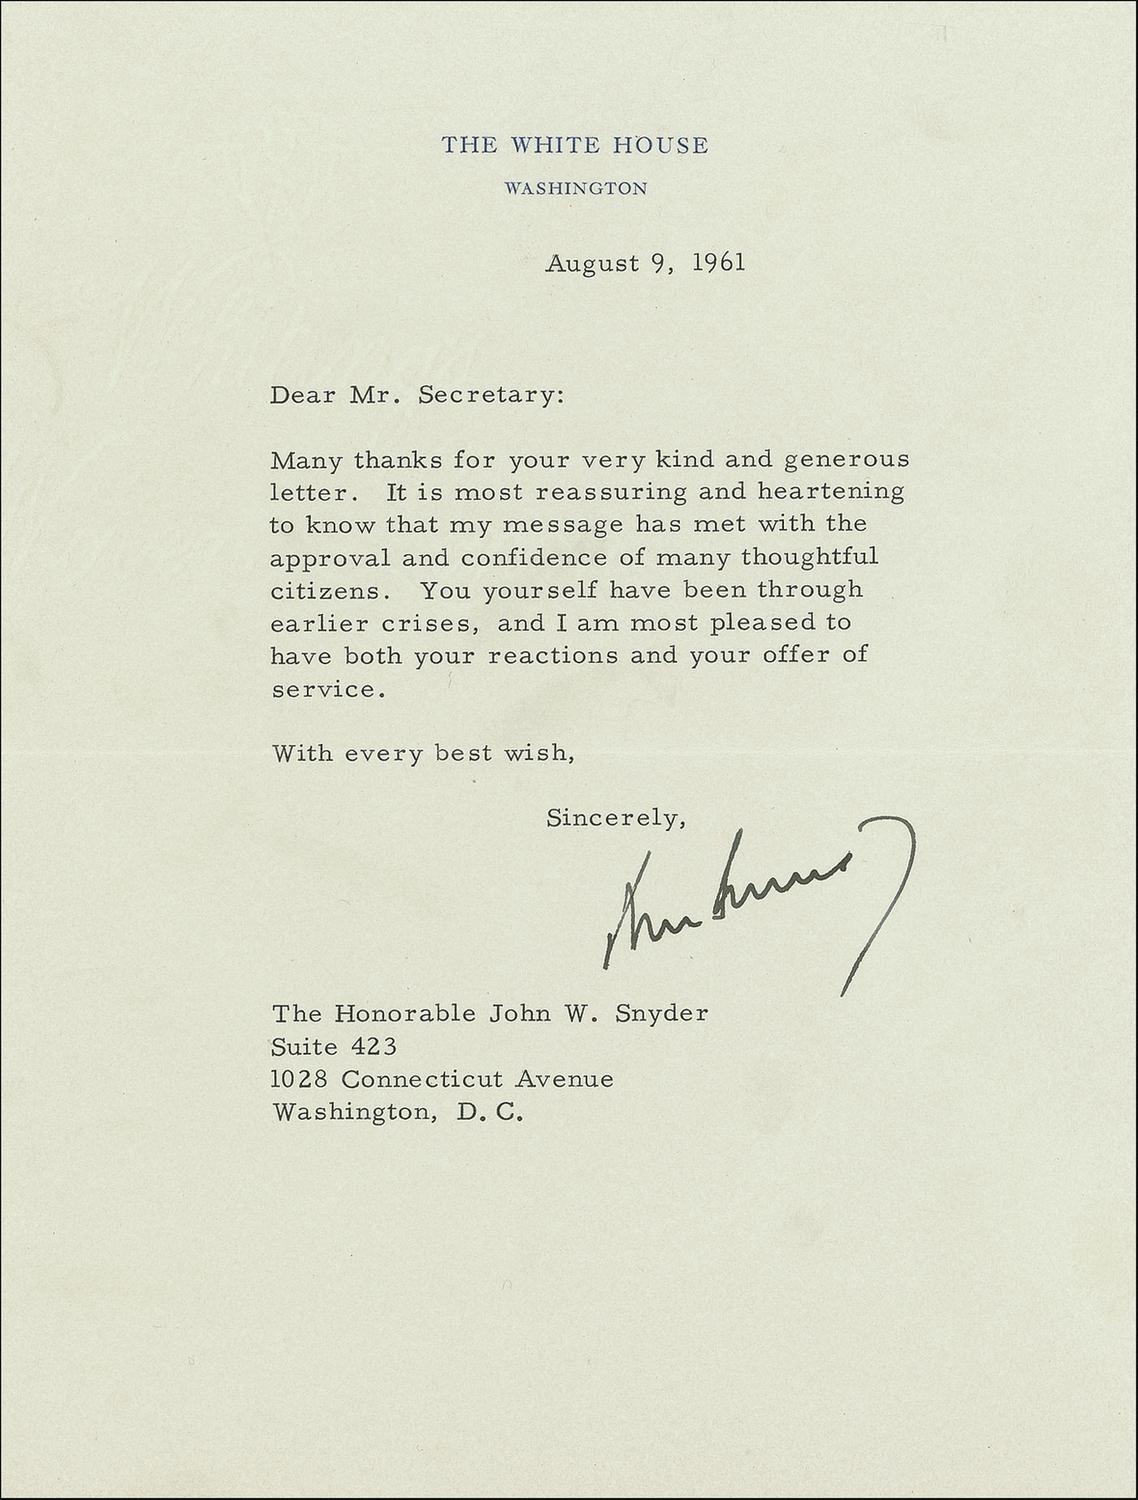 THE WHITE HOUSE
WASHINGTON
August 9, 1961
Dear Mr. Secretary:
Many thanks for your very kind and generous
letter. It is most reassuring and heartening
to know that my message has met with the
approval and confidence of many thoughtful
citizens. You yourself have been through
earlier crises, and I am most pleased to
have both your reactions and your offer of
service.
With every best wish,
Sincerely,
The Honorable John W. Snyder
Suite 423
1028 Connecticut Avenue
Washington, D. C.